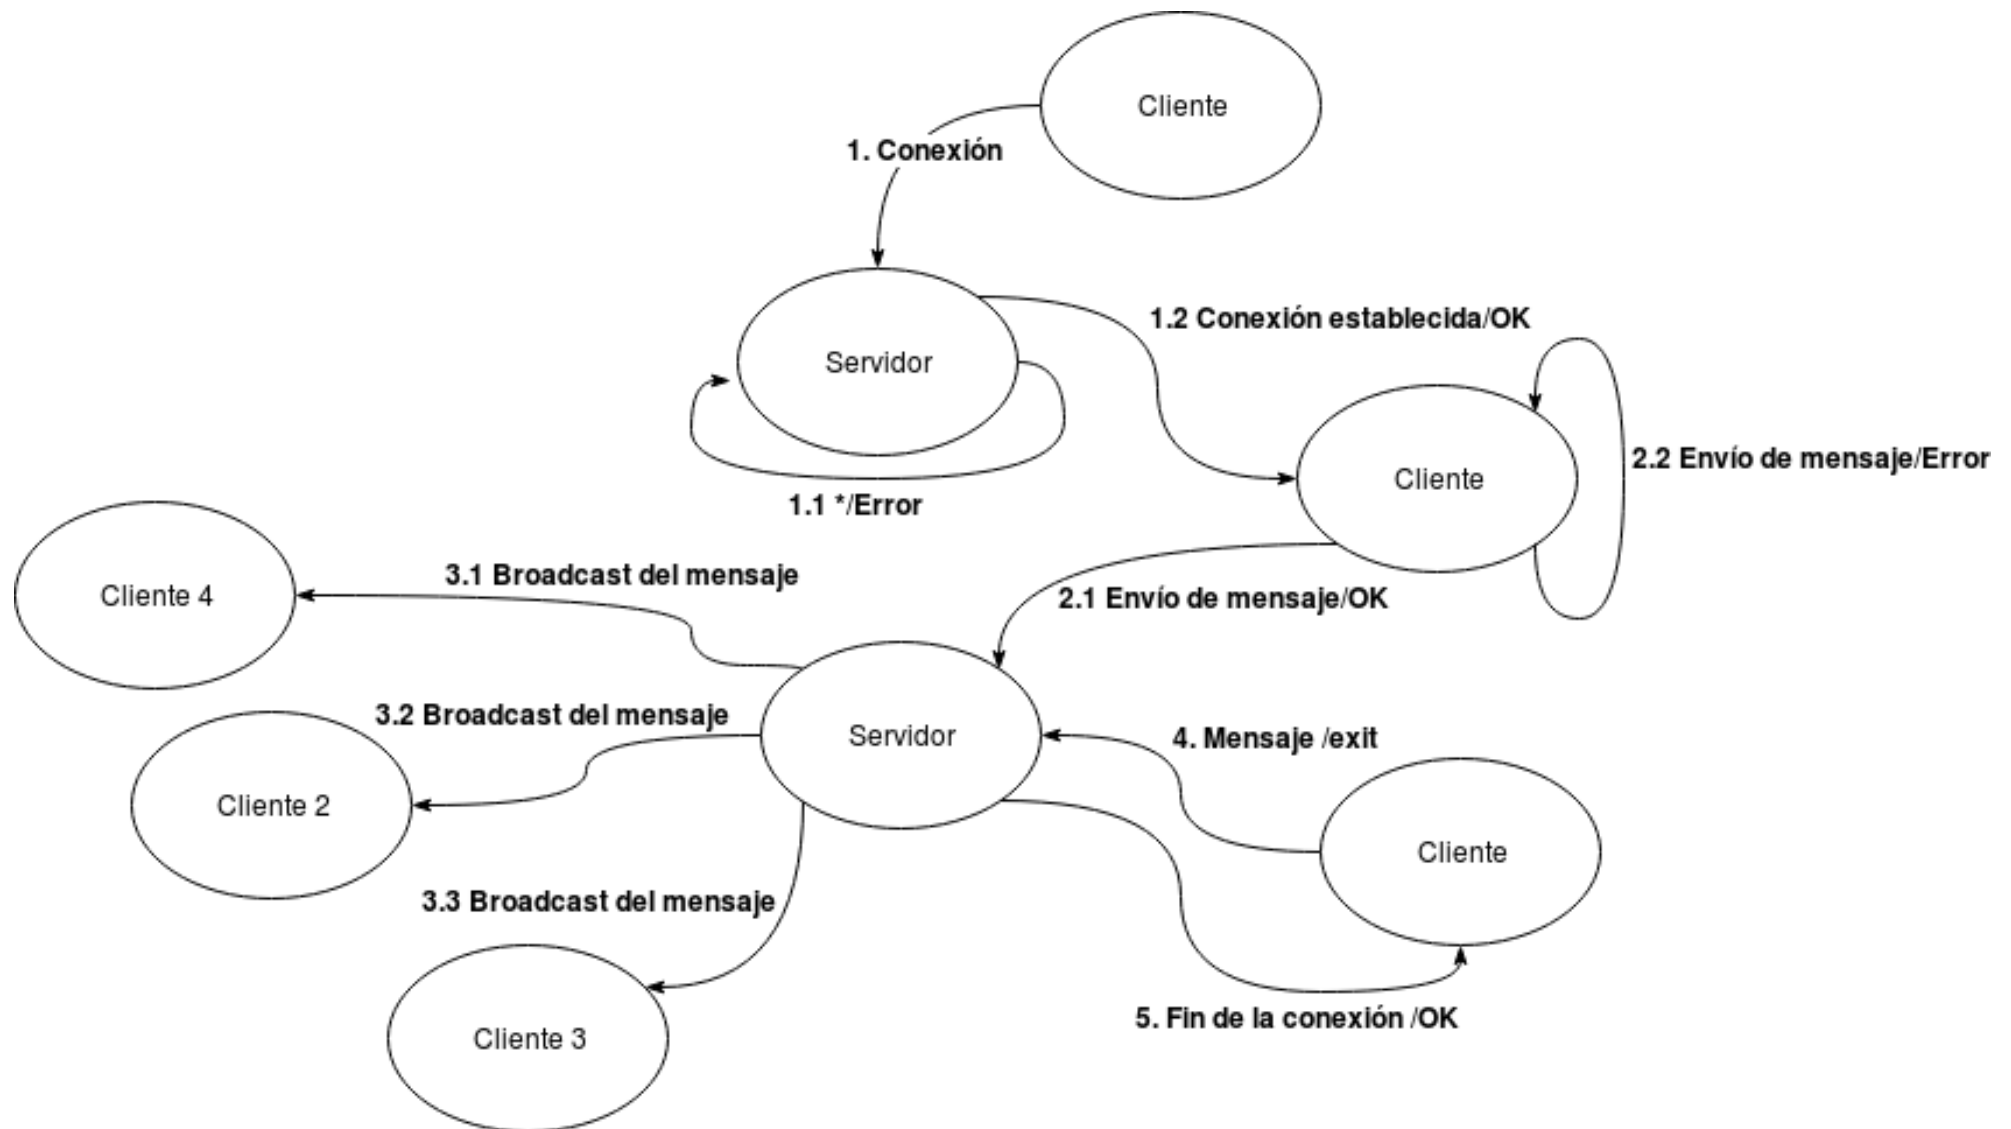 Cliente
1. Conexión
1.2 Conexión establecida/OK
Servidor
2.2 Envío de mensaje/Error
Cliente
1.1 */Error
3.1 Broadcast del mensaje
Cliente 4
2.1 Envío de mensaje/OK
3.2 Broadcast del mensaje
Servidor
4. Mensaje /exit
Cliente 2
Cliente
3.3 Broadcast del mensaje
5. Fin de la conexión /OK
Cliente 3